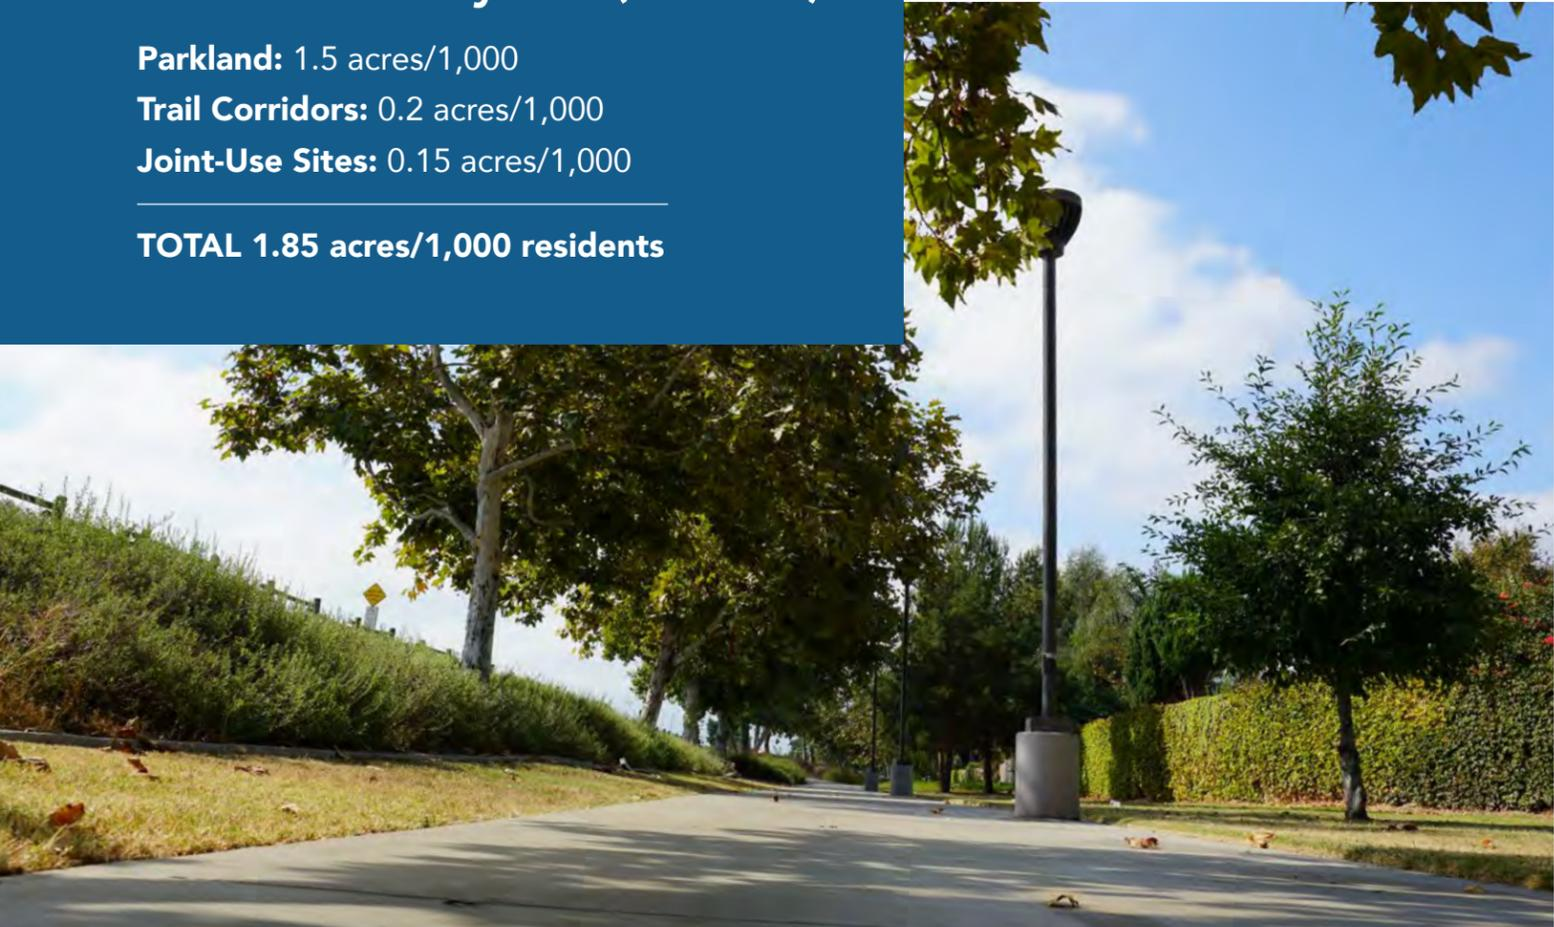 Parkland: 1.5 acres/1,000
Trail Corridors: 0.2 acres/1,000
Joint-Use Sites: 0.15 acres/1,000
TOTAL 1.85 acres/1,000 residents